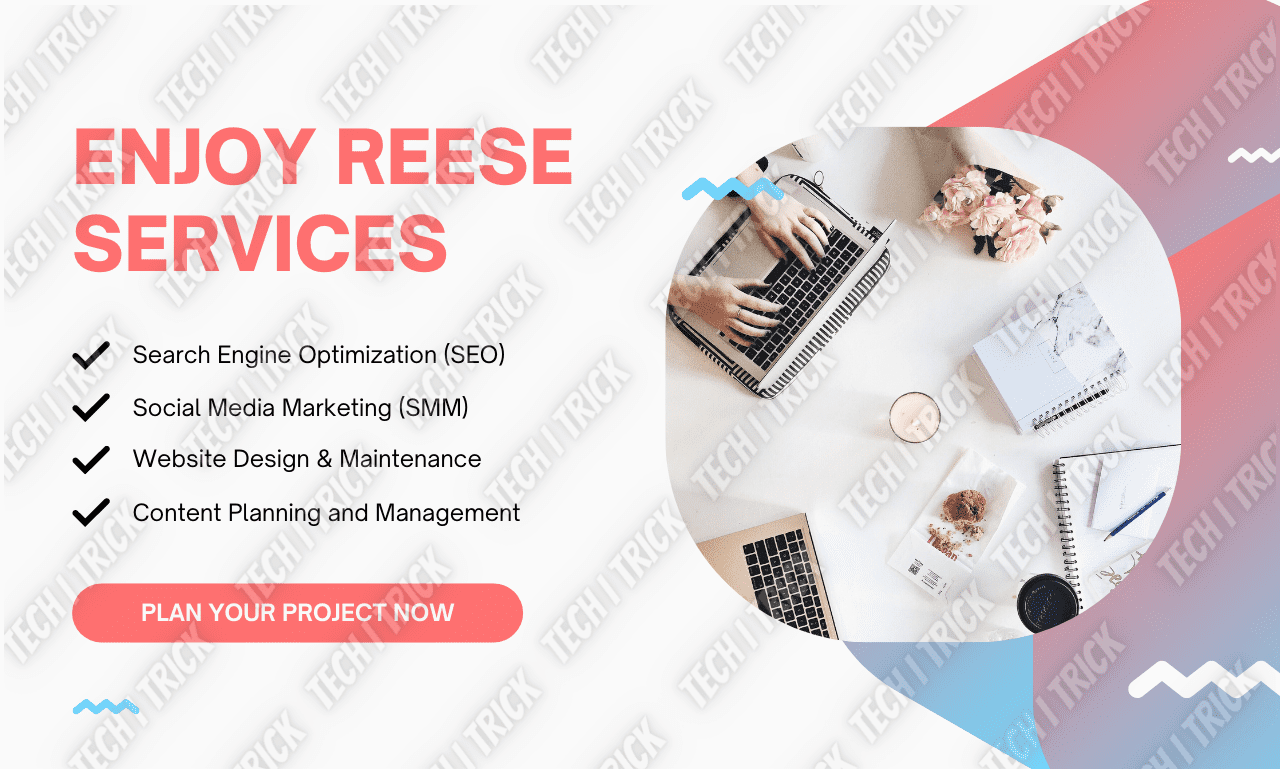 ENJOY REESE
SERVICES
Search Engine Optimization (SEO)
Social Media Marketing (SMM)
Website Design & Maintenance
Content Planning and Management
PLAN YOUR PROJECT NOW
TECH I TRICK